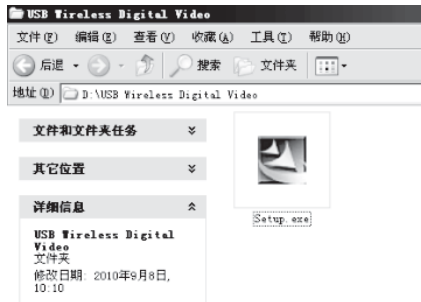 USB Wireless Digital Video
文件(F) 编辑(E) 查看(V) 收藏(A) 工具(T) 帮助(H)
后退 搜索 文件夹
地址(D) D:\USB Wireless Digital Video
文件和文件夹任务
其它位置
详细信息
USB Wireless Digital
Video
文件夹
修改日期: 2010年9月8日,
10:10
Setup.exe